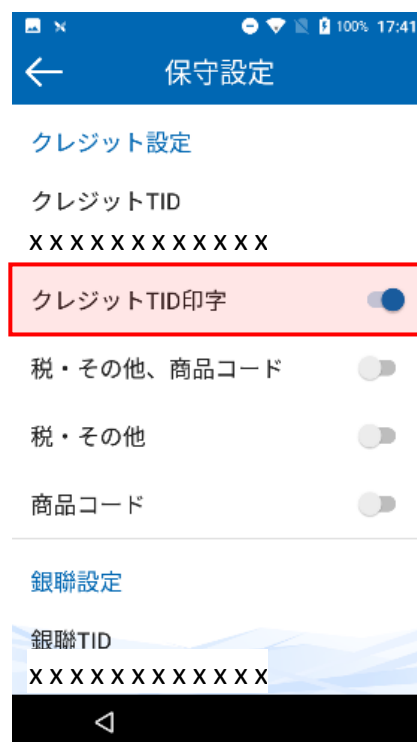 100% 17:41
保守設定
クレジット設定
クレジットTID
x x x x x x x x x x x x
クレジットTID印字
税・その他、商品コード
税・その他
商品コード
銀聯設定
銀聯TID
x x x x x x x x x x x x